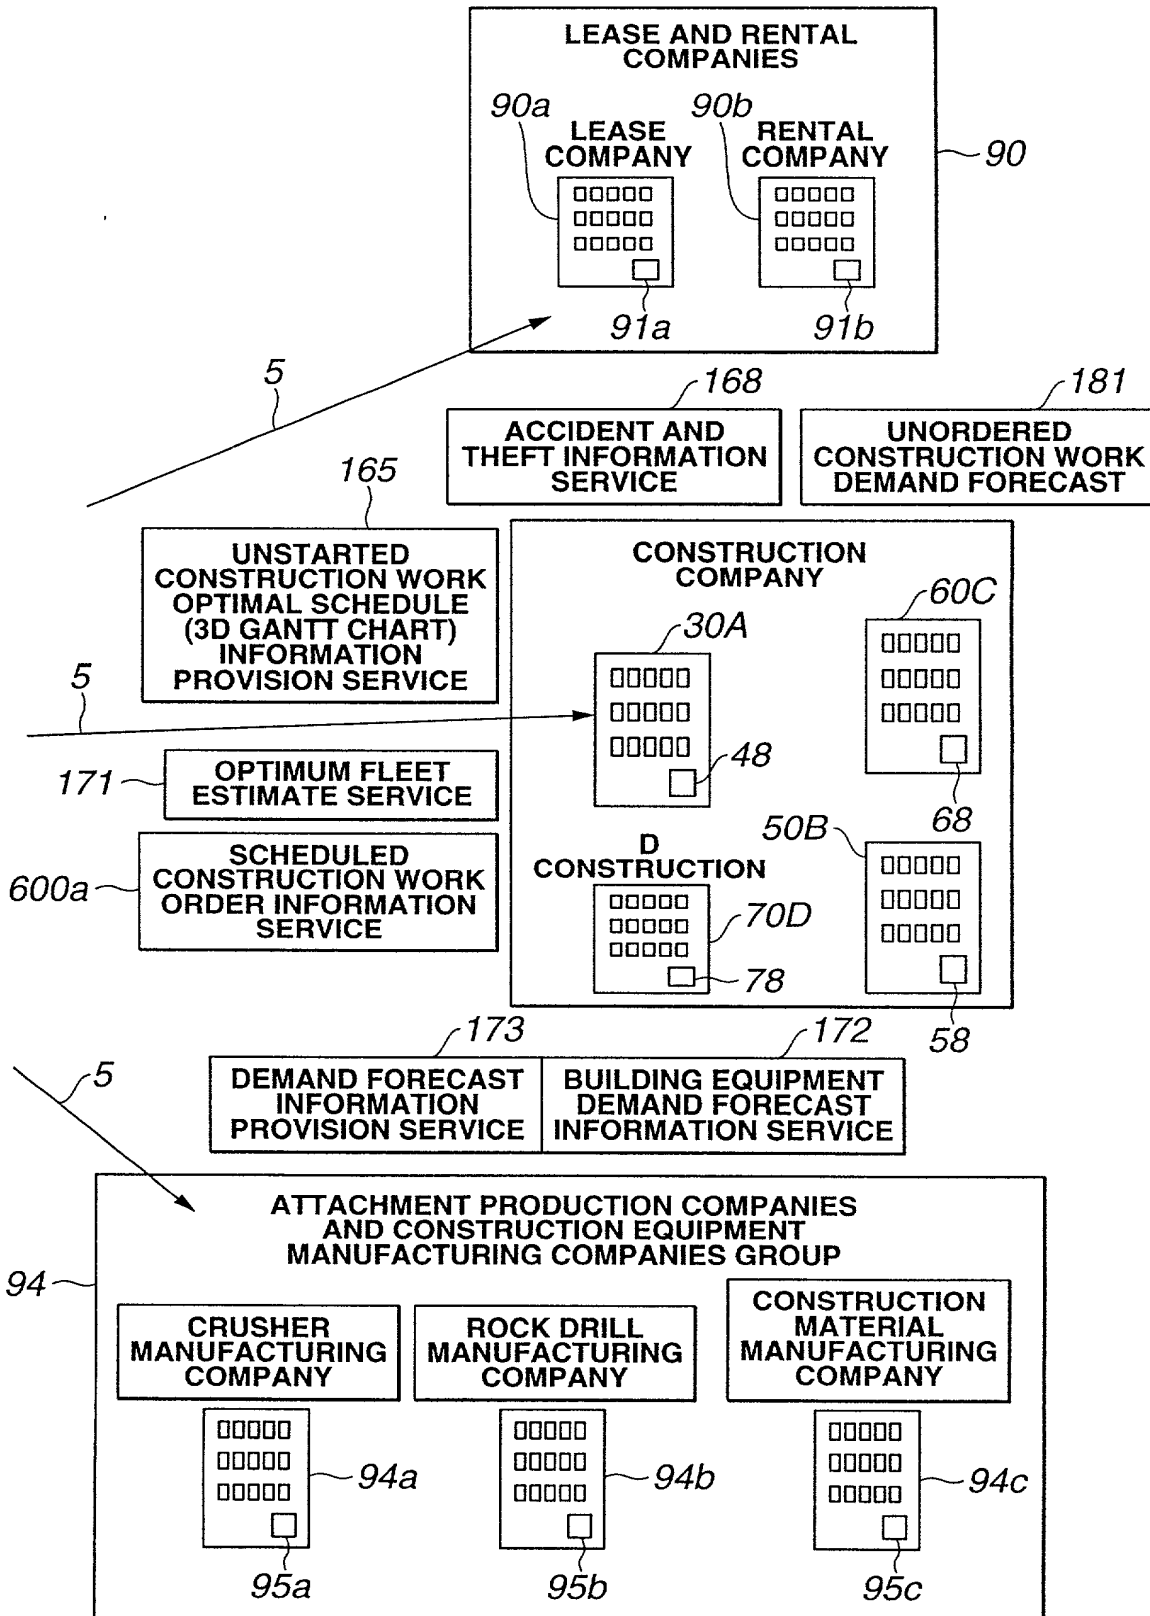 LEASE AND RENTAL
COMPANIES
90a
90b
LEASE
COMPANY
RENTAL
COMPANY
90
91a
91b
5
168
181
ACCIDENT AND
THEFT INFORMATION
SERVICE
UNORDERED
CONSTRUCTION WORK
DEMAND FORECAST
165
UNSTARTED
CONSTRUCTION WORK
OPTIMAL SCHEDULE
(3D GANTT CHART)
INFORMATION
PROVISION SERVICE
CONSTRUCTION
COMPANY
30A
60C
5
48
68
171
OPTIMUM FLEET
ESTIMATE SERVICE
600a
SCHEDULED
CONSTRUCTION WORK
ORDER INFORMATION
SERVICE
D
CONSTRUCTION
50B
70D
78
58
173
172
5
DEMAND FORECAST
INFORMATION
PROVISION SERVICE
BUILDING EQUIPMENT
DEMAND FORECAST
INFORMATION SERVICE
ATTACHMENT PRODUCTION COMPANIES
AND CONSTRUCTION EQUIPMENT
MANUFACTURING COMPANIES GROUP
94
CRUSHER
MANUFACTURING
COMPANY
ROCK DRILL
MANUFACTURING
COMPANY
CONSTRUCTION
MATERIAL
MANUFACTURING
COMPANY
94a
94b
94c
95a
95b
95c